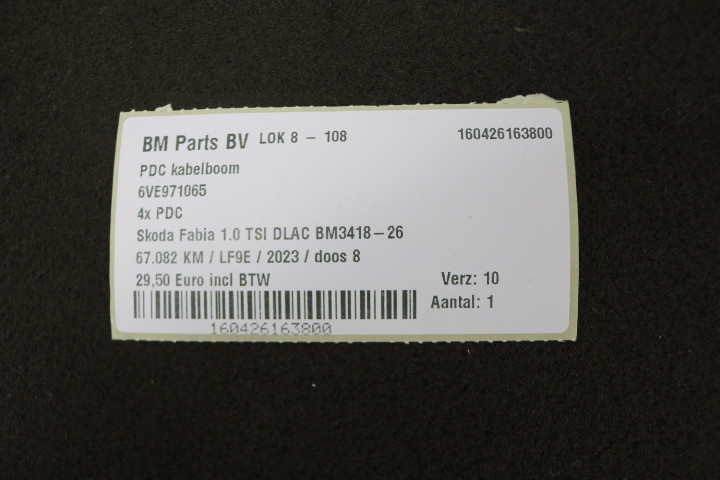 BM Parts BV LOK 8 - 108 160426163800
PDC kabelboom
6VE971065
4x PDC
Skoda Fabia 1.0 TSI DLAC BM3418-26
67.082 KM / LF9E / 2023 / doos 8
29,50 Euro incl BTW Verz: 10
Aantal: 1
160426163800